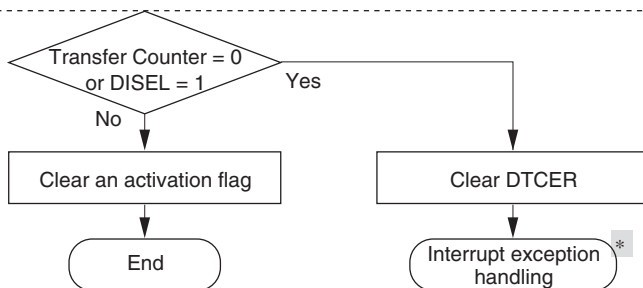 Transfer Counter = 0
or DISEL = 1
Yes
No
Clear an activation flag
Clear DTCER
End
Interrupt exception *
handling